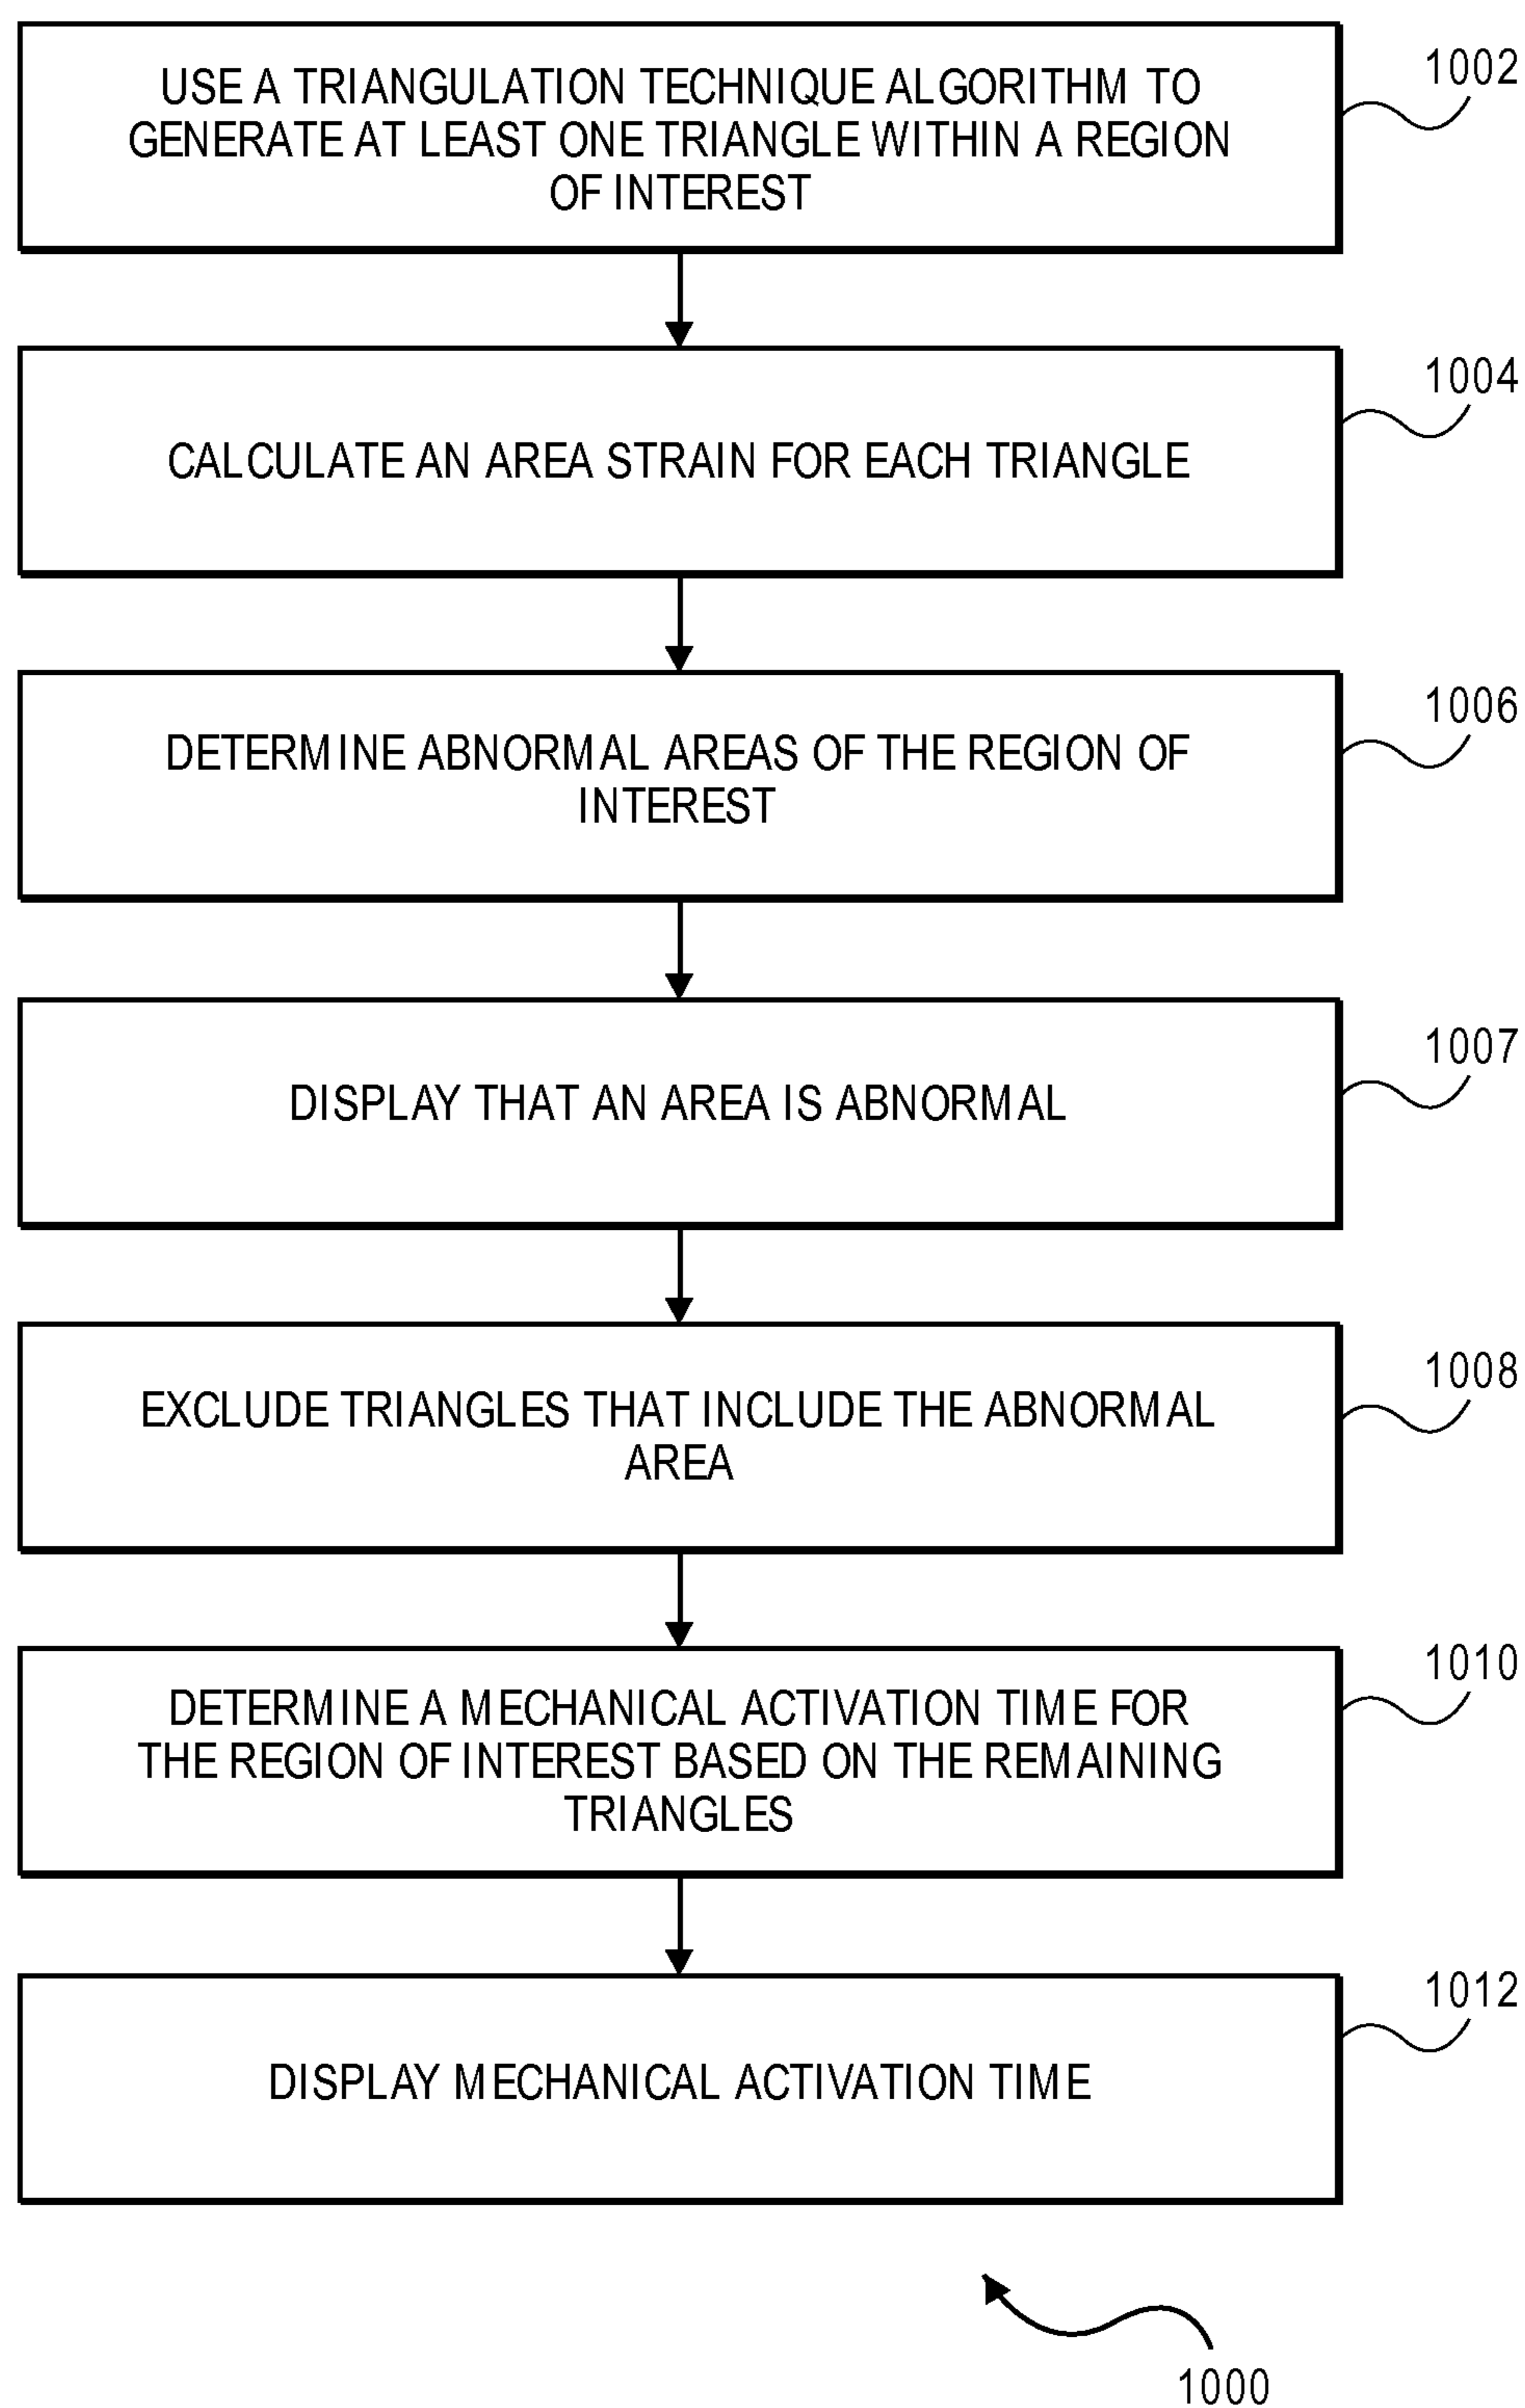 1002
USE A TRIANGULATION TECHNIQUE ALGORITHM TO
GENERATE AT LEAST ONE TRIANGLE WITHIN A REGION
OF INTEREST
1004
CALCULATE AN AREA STRAIN FOR EACH TRIANGLE
1006
DETERMINE ABNORMAL AREAS OF THE REGION OF
INTEREST
1007
DISPLAY THAT AN AREA IS ABNORMAL
1008
EXCLUDE TRIANGLES THAT INCLUDE THE ABNORMAL
AREA
1010
DETERMINE A MECHANICAL ACTIVATION TIME FOR
THE REGION OF INTEREST BASED ON THE REMAINING
TRIANGLES
1012
DISPLAY MECHANICAL ACTIVATION TIME
1000